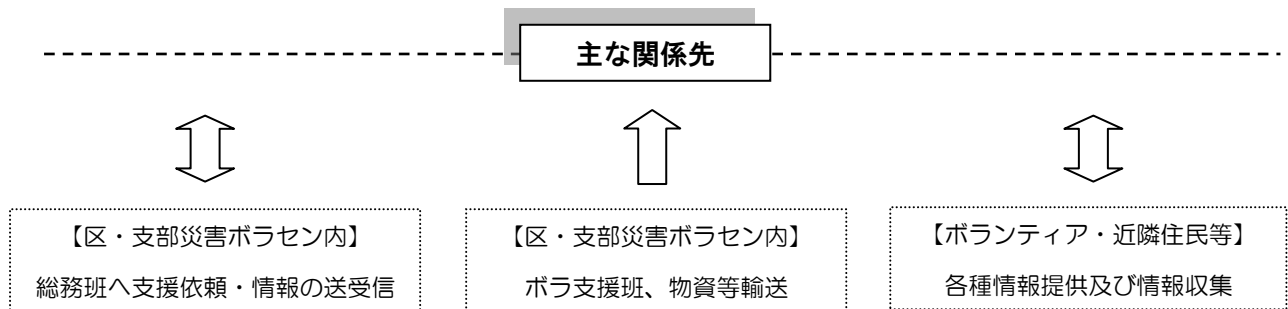 主な関係先
【区・支部災害ボラセン内】
総務班へ支援依頼・情報の送受信
【区・支部災害ボラセン内】
ボラ支援班、物資等輸送
【ボランティア・近隣住民等】
各種情報提供及び情報収集